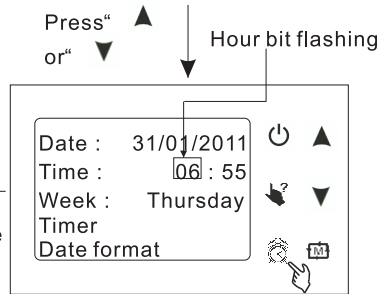 Press“ ▲
or“ ▼
Hour bit flashing
Date : 31/01/2011
Time : 06 : 55
Week : Thursday
Timer
Date format
?
M
e